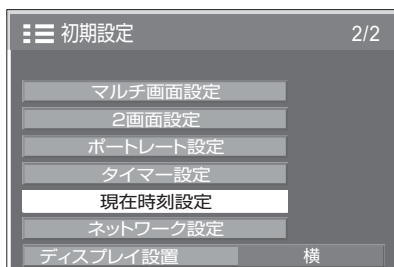 初期設定 2/2
マルチ画面設定
2画面設定
ポートレート設定
タイマー設定
現在時刻設定
ネットワーク設定
ディスプレイ設置 横